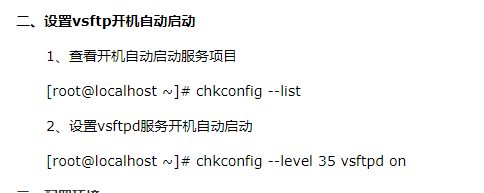 二、设置vsftp开机自动启动
1、查看开机自动启动服务项目
[root@localhost ~]# chkconfig --list
2、设置vsftpd服务开机自动启动
[root@localhost ~]# chkconfig --level 35 vsftpd on